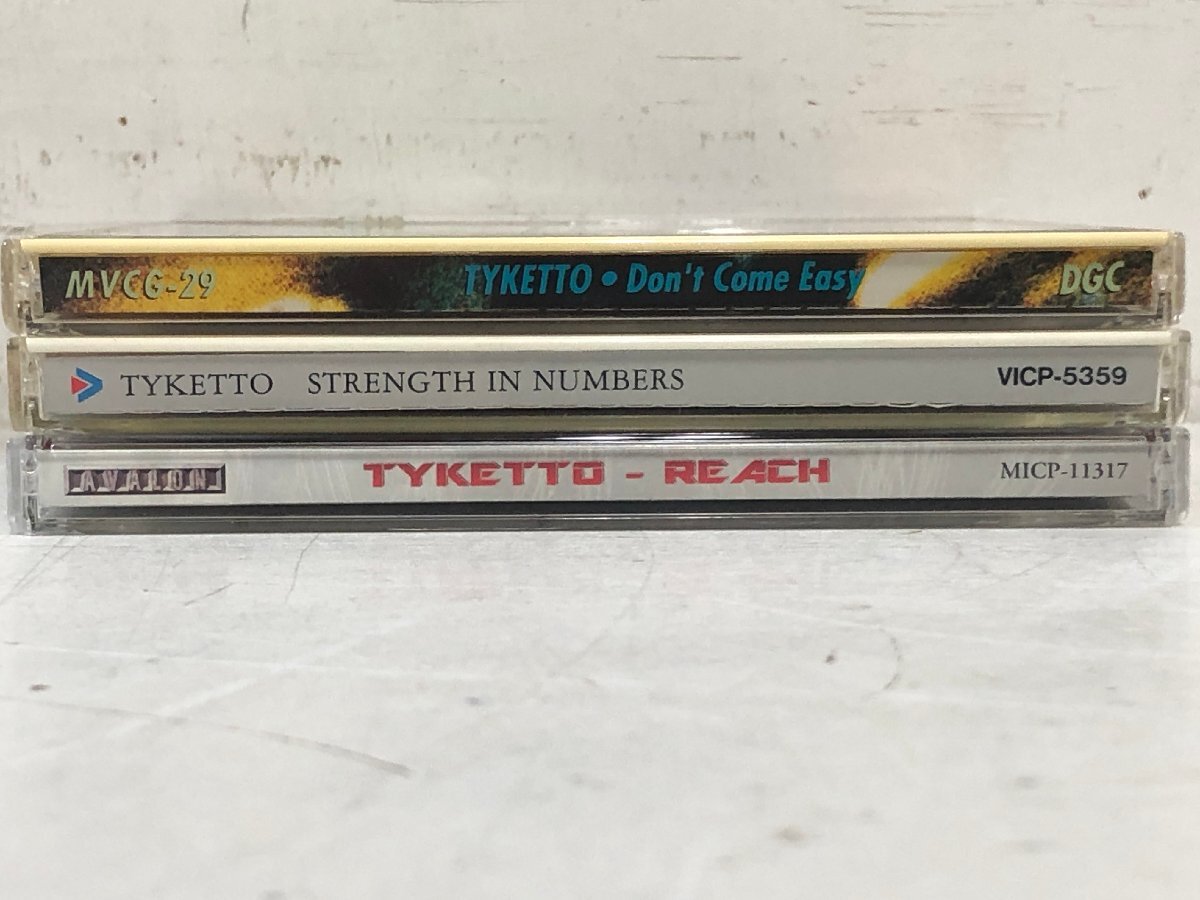 MVCG-29 TYKETTO • Don't Come Easy DGC
TYKETTO STRENGTH IN NUMBERS VICP-5359
AVALON TYKETTO - REACH MICP-11317